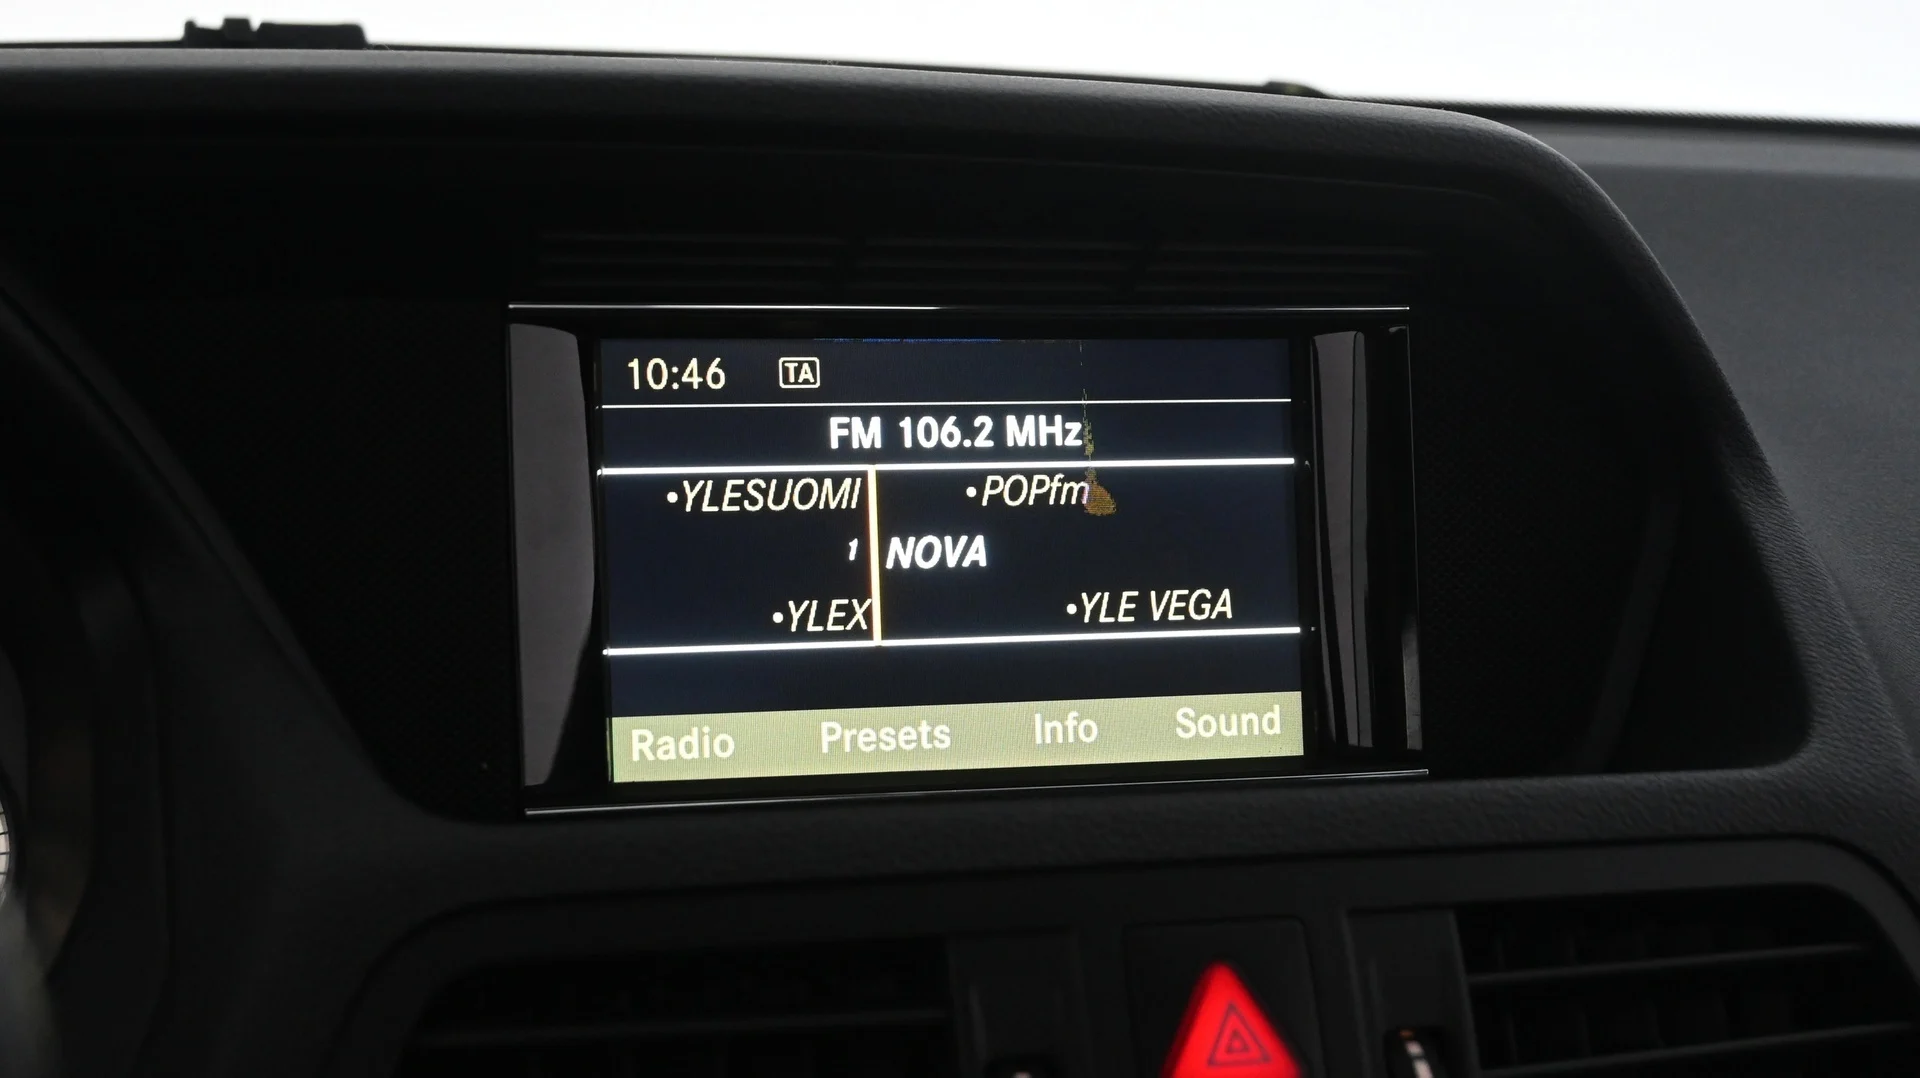 10:46 TA
FM 106.2 MHz
•YLESUOMI •POPfm
1 NOVA
•YLEX •YLE VEGA
Radio Presets Info Sound